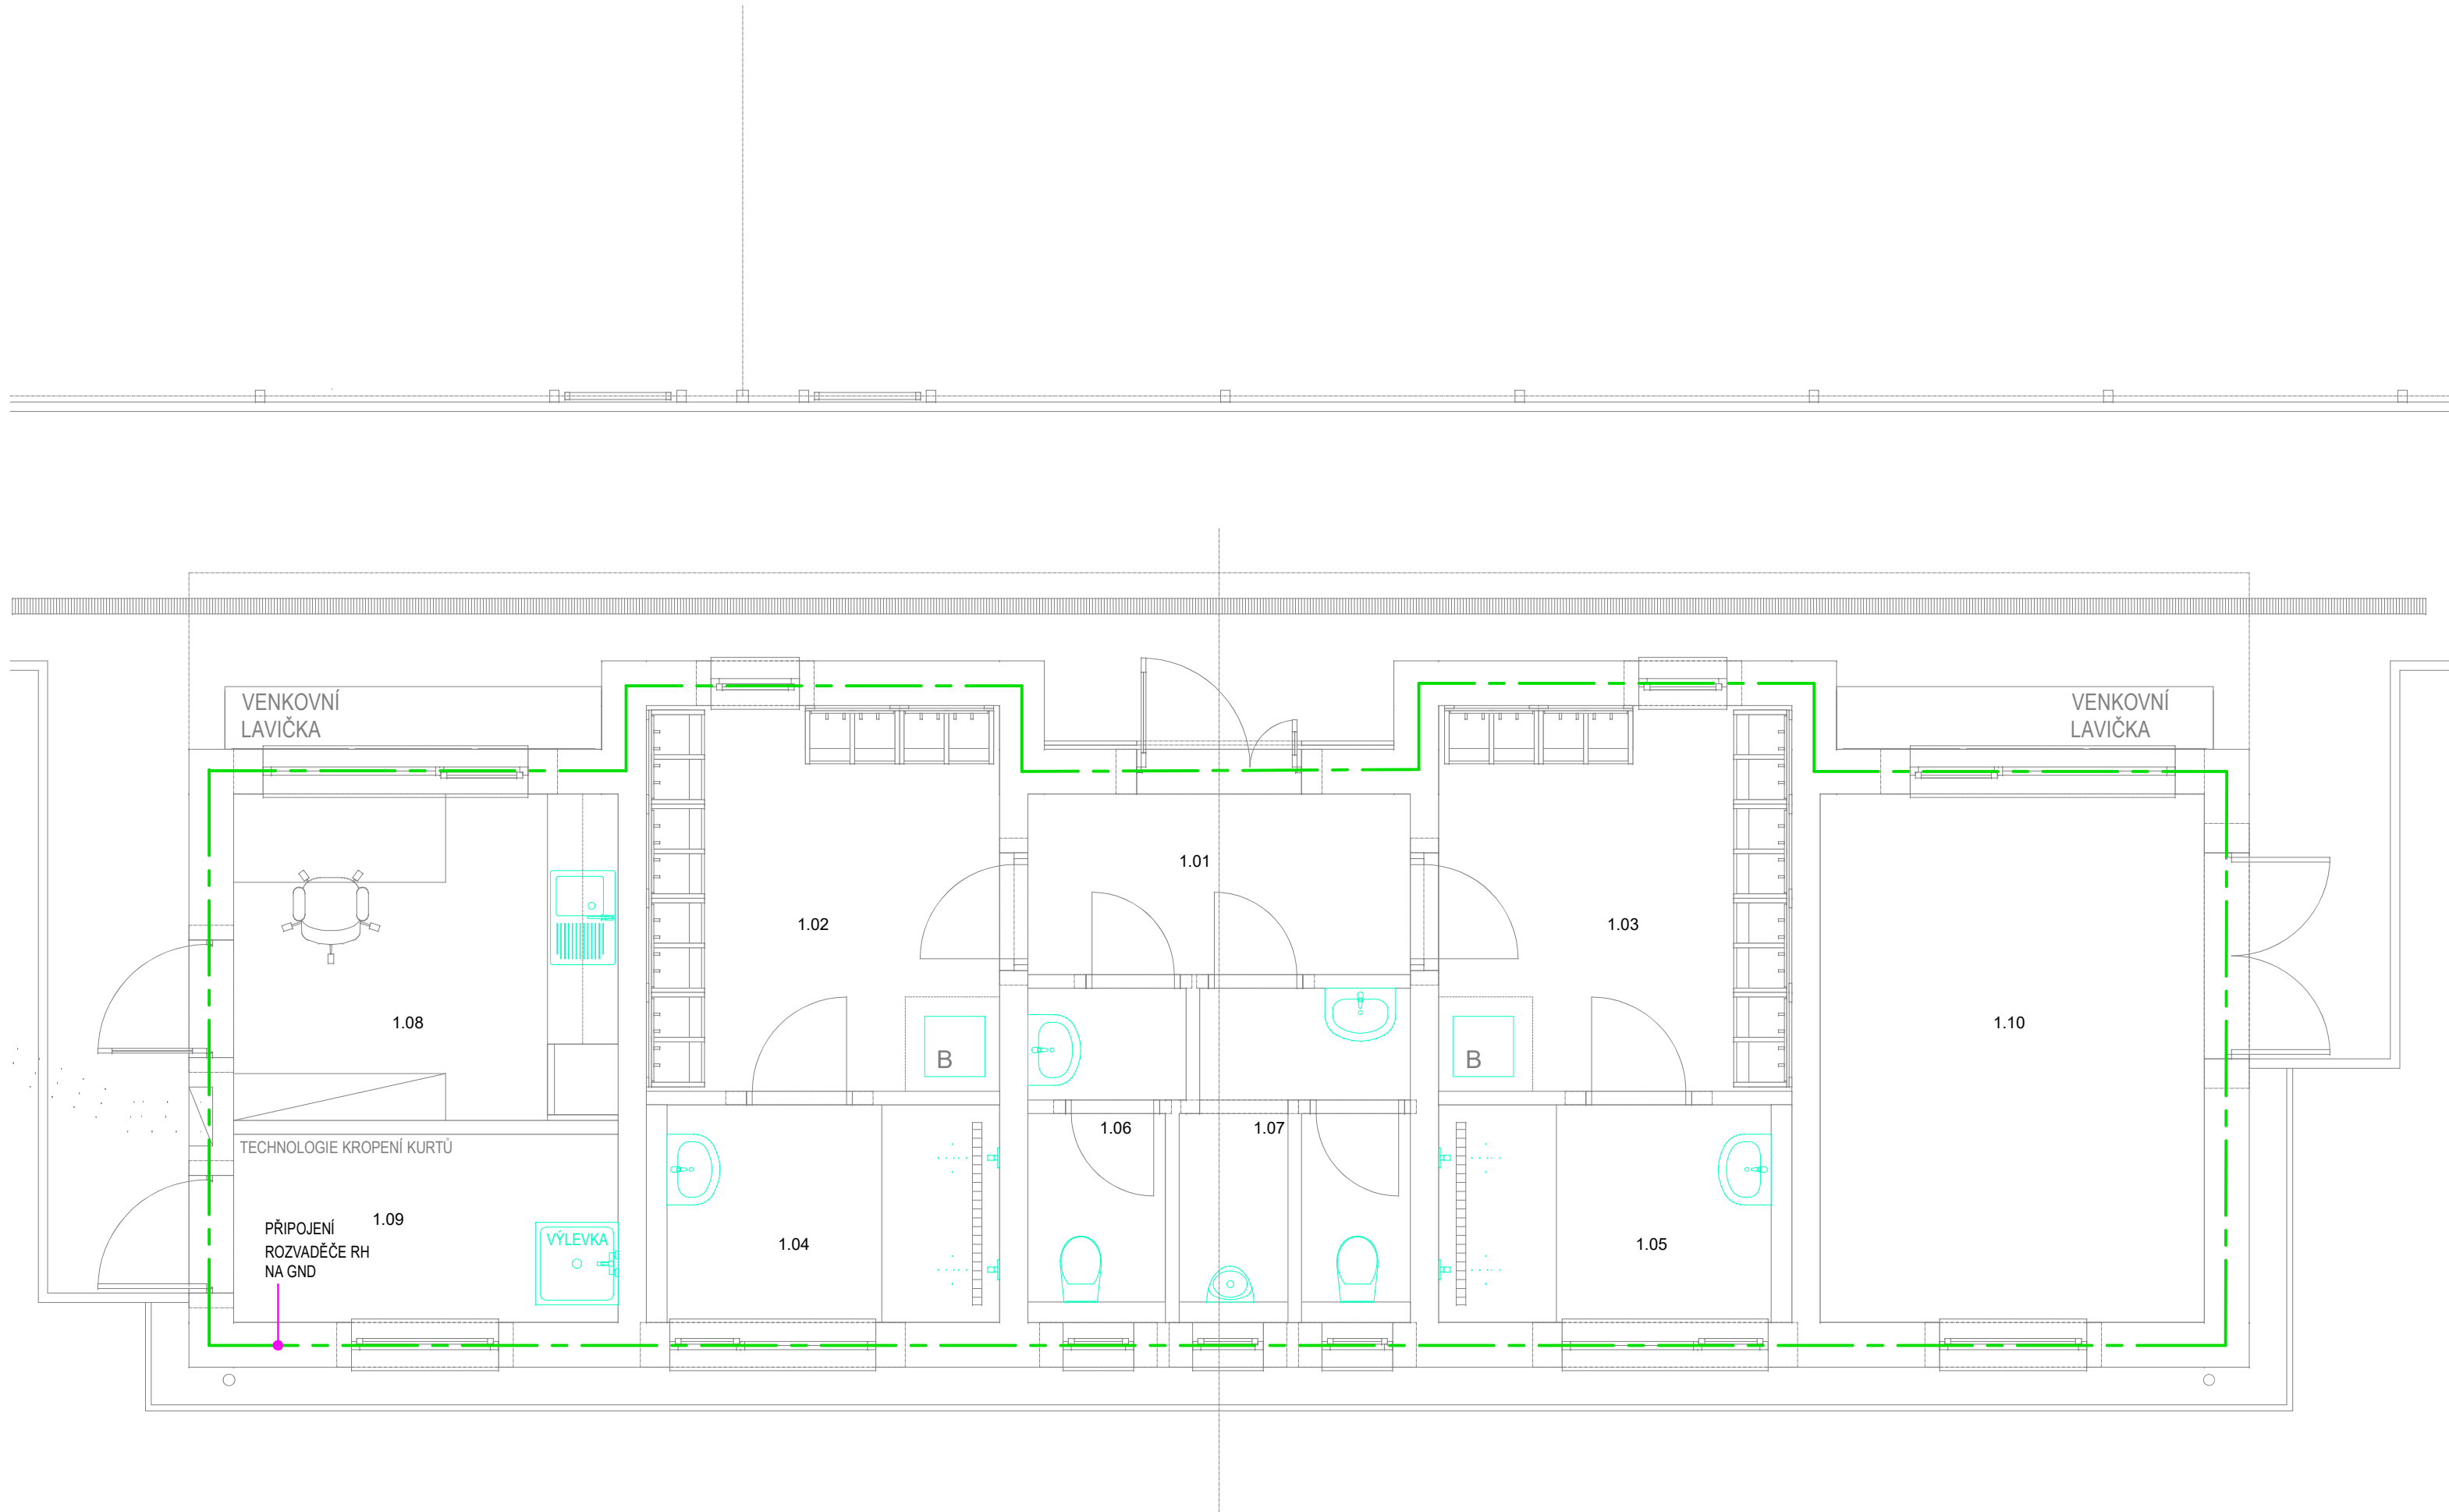 VENKOVNÍ
LAVIČKA
VENKOVNÍ
LAVIČKA
1.01
1.02
1.03
1.08
1.10
B
B
1.06
1.07
TECHNOLOGIE KROPENÍ KURTŮ
1.09
PŘIPOJENÍ
ROZVADĚČE RH
NA GND
VÝLEVKA
1.04
1.05